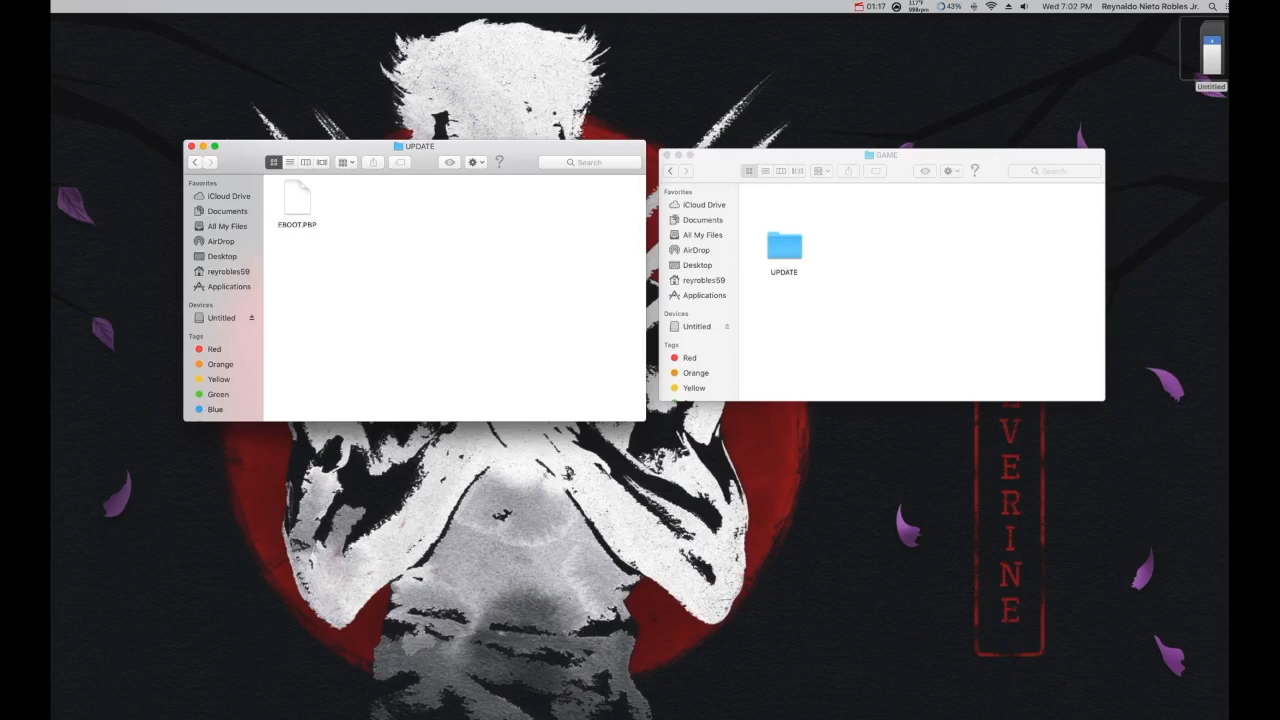 01:17
117°F
998rpm
43%
Wed 7:02 PM
Reynaldo Nieto Robles Jr.
Untitled
UPDATE
Search
Favorites
iCloud Drive
Documents
All My Files
AirDrop
Desktop
reyrobles59
Applications
Devices
Untitled
Tags
Red
Orange
Yellow
Green
Blue
EBOOT.PBP
GAME
Search
Favorites
iCloud Drive
Documents
All My Files
AirDrop
Desktop
reyrobles59
Applications
Devices
Untitled
Tags
Red
Orange
Yellow
UPDATE
VERINE